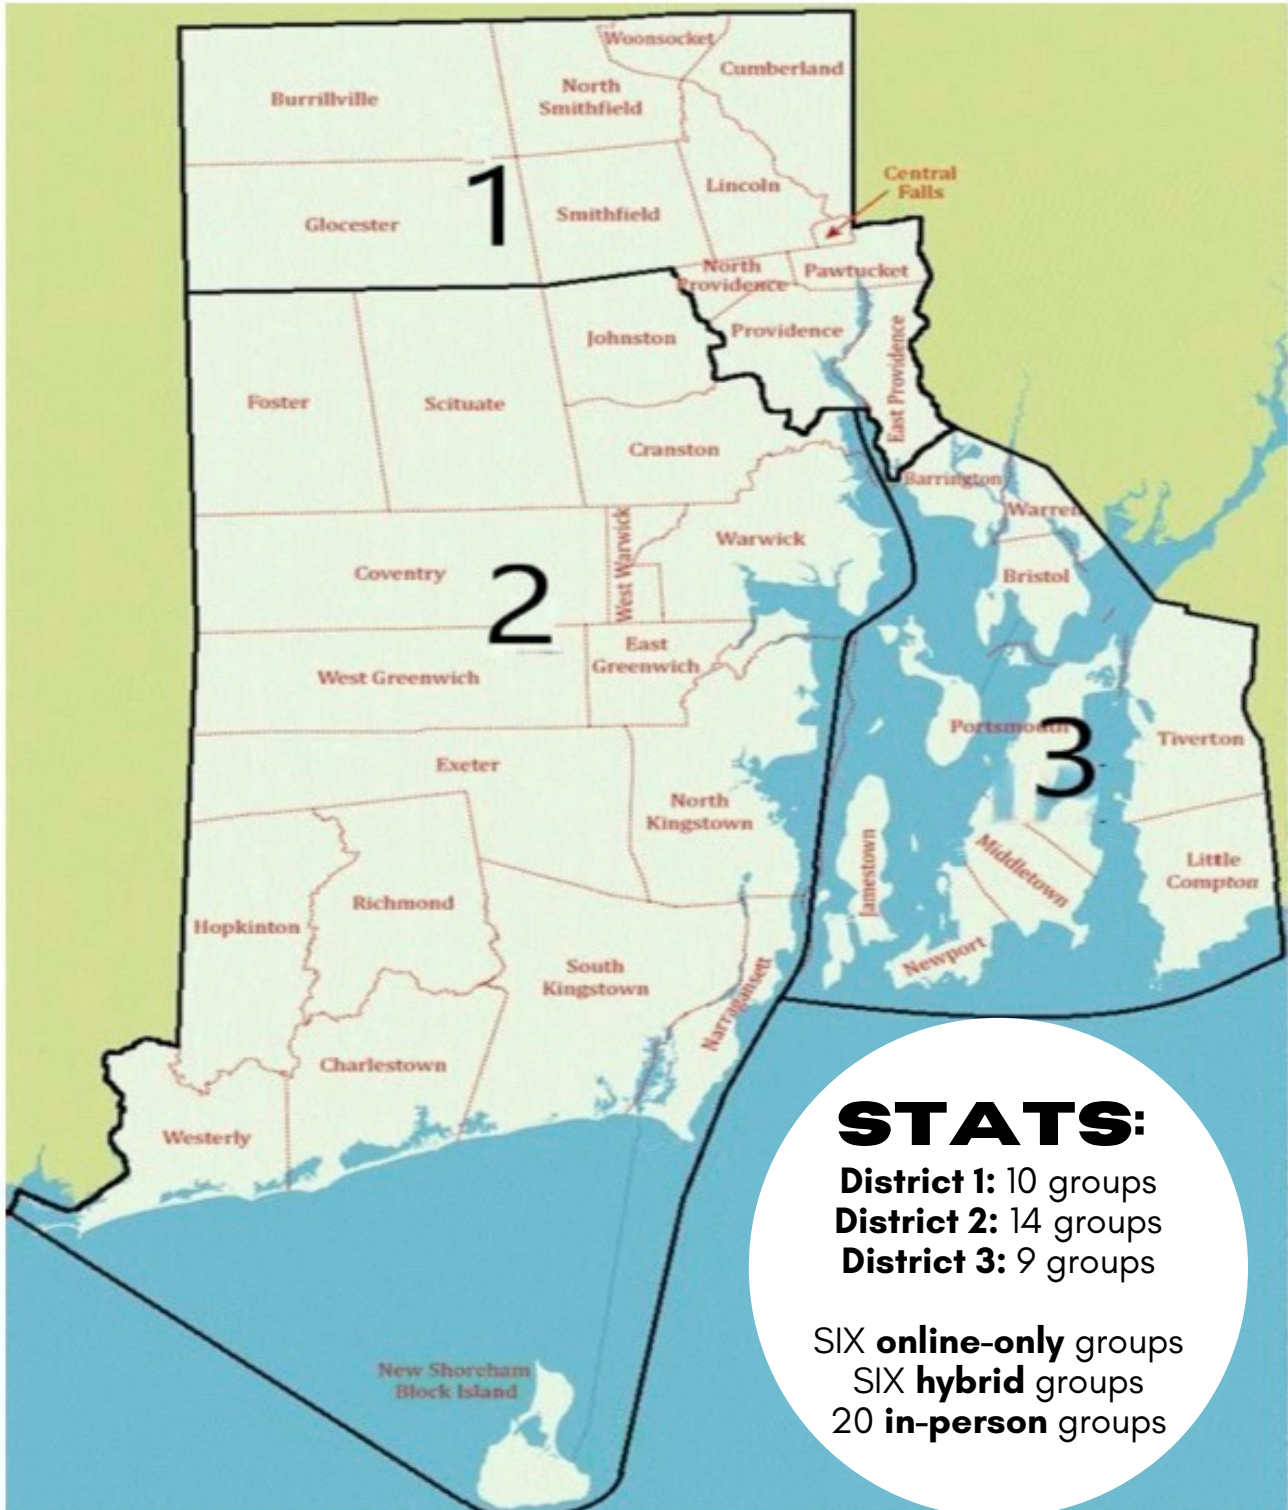 Woonsocket
Cumberland
Burrillville
North
Smithfield
Central
Falls
Lincoln
1
Glocester
Smithfield
North
Providence
Pawtucket
Johnston
Providence
East Providence
Foster
Scituate
Cranston
Barrington
Warren
West Warwick
Warwick
Coventry
Bristol
2
East
Greenwich
West Greenwich
Portsmouth
3
Tiverton
Exeter
North
Kingstown
Jamestown
Middletown
Little
Compton
Richmond
Hopkinton
Newport
South
Kingstown
Narragansett
Charlestown
Westerly
New Shoreham
Block Island
STATS:
District 1: 10 groups
District 2: 14 groups
District 3: 9 groups
SIX online-only groups
SIX hybrid groups
20 in-person groups